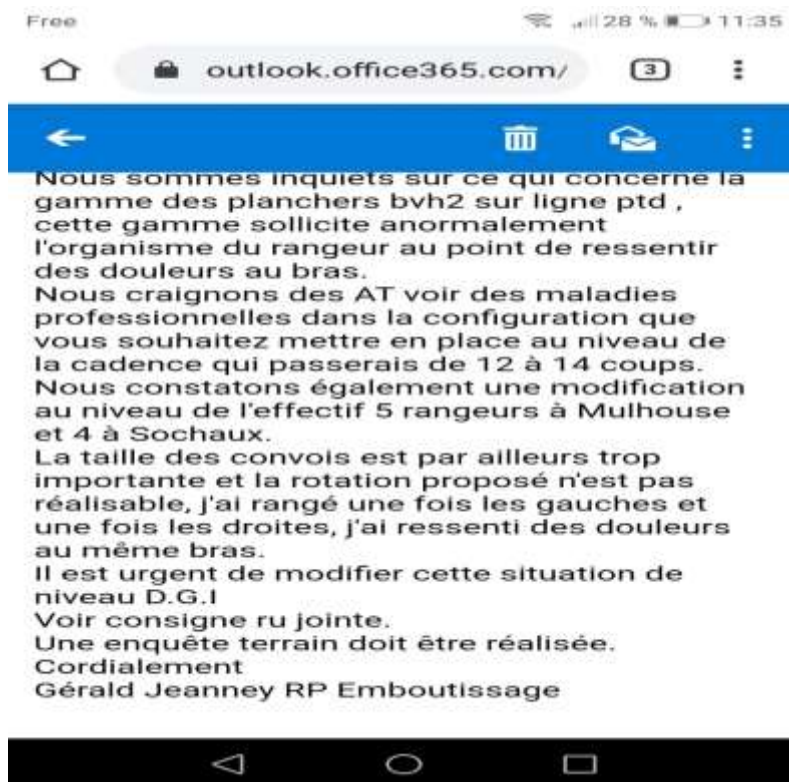 Free 28 % 11:35
outlook.office365.com/ 3
Nous sommes inquiets sur ce qui concerne la
gamme des planchers bvh2 sur ligne ptd ,
cette gamme sollicite anormalement
l'organisme du rangeur au point de ressentir
des douleurs au bras.
Nous craignons des AT voir des maladies
professionnelles dans la configuration que
vous souhaitez mettre en place au niveau de
la cadence qui passerais de 12 à 14 coups.
Nous constatons également une modification
au niveau de l'effectif 5 rangeurs à Mulhouse
et 4 à Sochaux.
La taille des convois est par ailleurs trop
importante et la rotation proposé n'est pas
réalisable, j'ai rangé une fois les gauches et
une fois les droites, j'ai ressenti des douleurs
au même bras.
Il est urgent de modifier cette situation de
niveau D.G.I
Voir consigne ru jointe.
Une enquête terrain doit être réalisée.
Cordialement
Gérald Jeanney RP Emboutissage